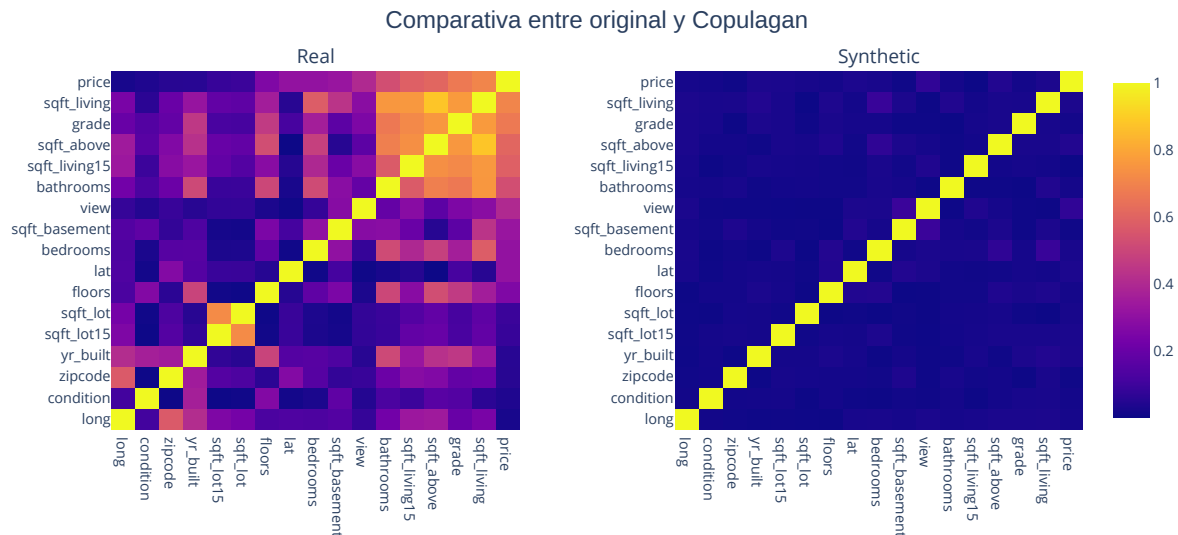 Comparativa entre original y Copulagan
Real
Synthetic
price
sqft_living
grade
sqft_above
sqft_living15
bathrooms
view
sqft_basement
bedrooms
lat
floors
sqft_lot
sqft_lot15
yr_built
zipcode
condition
long
long
condition
zipcode
yr_built
sqft_lot15
sqft_lot
floors
lat
bedrooms
sqft_basement
view
bathrooms
sqft_living15
sqft_above
grade
sqft_living
price
price
sqft_living
grade
sqft_above
sqft_living15
bathrooms
view
sqft_basement
bedrooms
lat
floors
sqft_lot
sqft_lot15
yr_built
zipcode
condition
long
long
condition
zipcode
yr_built
sqft_lot15
sqft_lot
floors
lat
bedrooms
sqft_basement
view
bathrooms
sqft_living15
sqft_above
grade
sqft_living
price
1
0.8
0.6
0.4
0.2